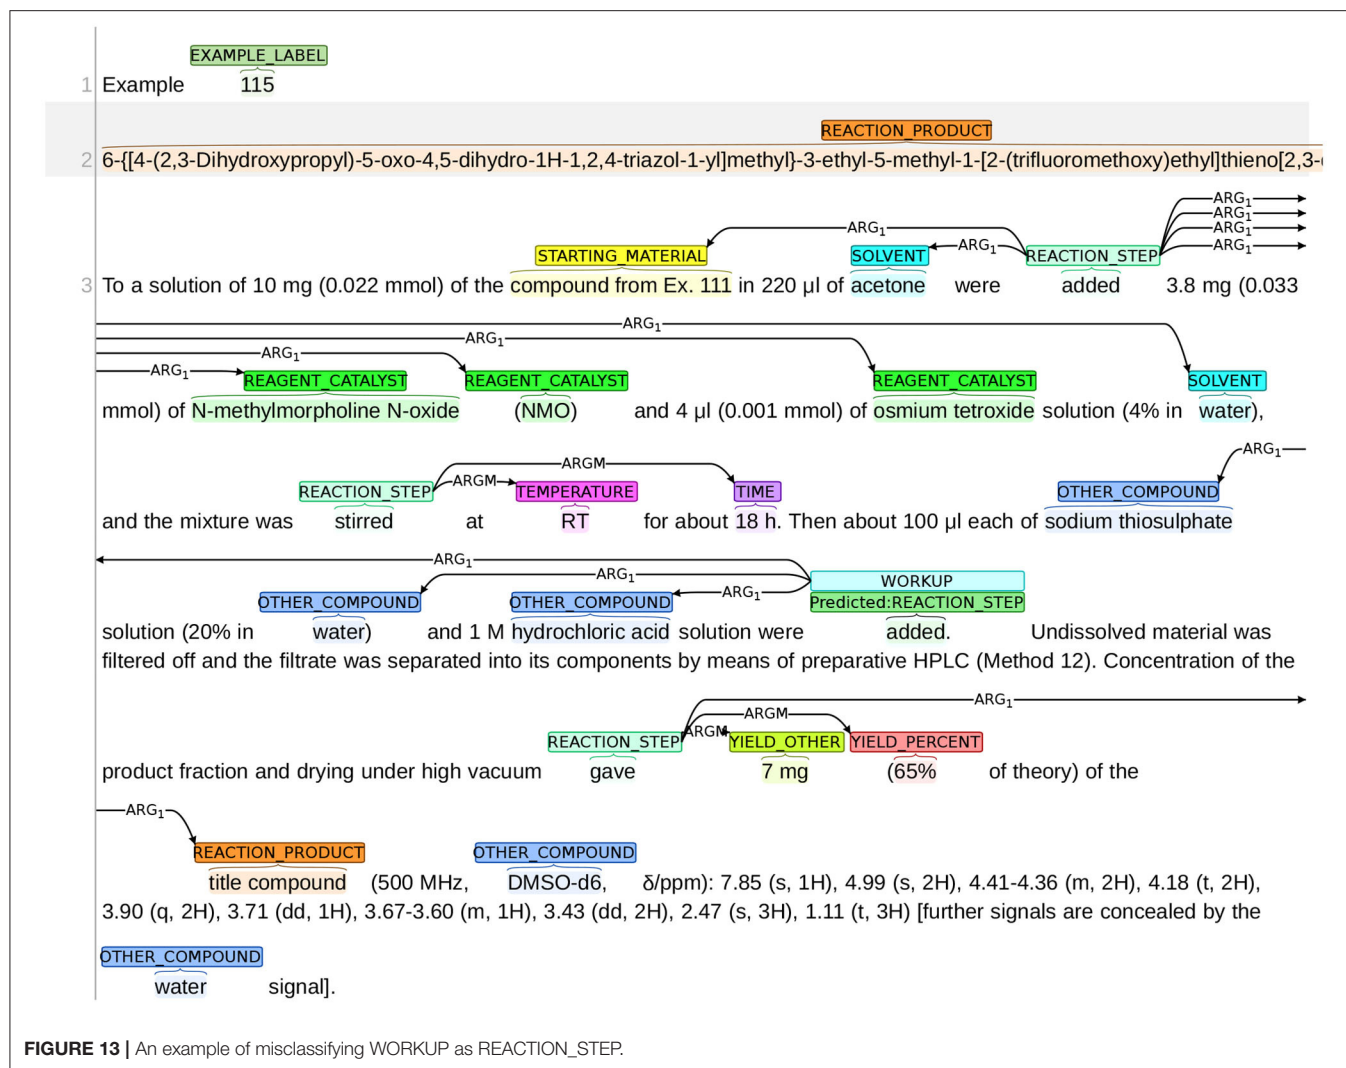 EXAMPLE_LABEL
1 Example 115
REACTION_PRODUCT
2 6-{[4-(2,3-Dihydroxypropyl)-5-oxo-4,5-dihydro-1H-1,2,4-triazol-1-yl]methyl}-3-ethyl-5-methyl-1-[2-(trifluoromethoxy)ethyl]thieno[2,3-
ARG1
ARG1 ARG1
ARG1
STARTING_MATERIAL SOLVENT ARG1 REACTION_STEP ARG1
3 To a solution of 10 mg (0.022 mmol) of the compound from Ex. 111 in 220 µl of acetone were added 3.8 mg (0.033
ARG1
ARG1
ARG1
ARG1 REAGENT_CATALYST REAGENT_CATALYST REAGENT_CATALYST SOLVENT
mmol) of N-methylmorpholine N-oxide (NMO) and 4 µl (0.001 mmol) of osmium tetroxide solution (4% in water),
ARGM ARG1
REACTION_STEP ARGM TEMPERATURE TIME OTHER_COMPOUND
and the mixture was stirred at RT for about 18 h. Then about 100 µl each of sodium thiosulphate
ARG1
ARG1 WORKUP
OTHER_COMPOUND OTHER_COMPOUND ARG1 Predicted:REACTION_STEP
solution (20% in water) and 1 M hydrochloric acid solution were added. Undissolved material was
filtered off and the filtrate was separated into its components by means of preparative HPLC (Method 12). Concentration of the
ARG1
ARGM
REACTION_STEP ARGM YIELD_OTHER YIELD_PERCENT
product fraction and drying under high vacuum gave 7 mg (65% of theory) of the
ARG1
REACTION_PRODUCT OTHER_COMPOUND
title compound (500 MHz, DMSO-d6, δ/ppm): 7.85 (s, 1H), 4.99 (s, 2H), 4.41-4.36 (m, 2H), 4.18 (t, 2H),
3.90 (q, 2H), 3.71 (dd, 1H), 3.67-3.60 (m, 1H), 3.43 (dd, 2H), 2.47 (s, 3H), 1.11 (t, 3H) [further signals are concealed by the
OTHER_COMPOUND
water signal].
FIGURE 13 | An example of misclassifying WORKUP as REACTION_STEP.